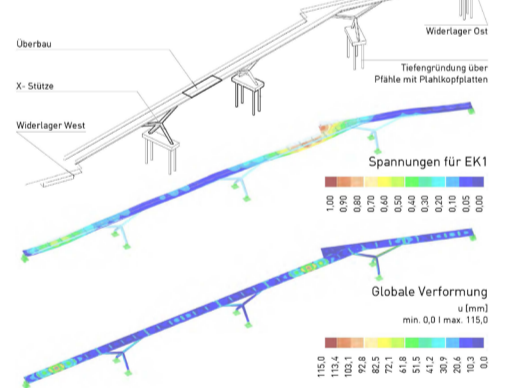 Widerlager Ost
Überbau
Tiefengründung über
Pfähle mit Plahlkopfplatten
X- Stütze
Widerlager West
Spannungen für EK1
1,00
0,90
0,80
0,70
0,60
0,50
0,40
0,30
0,20
0,10
0,05
0,00
Globale Verformung
u [mm]
min. 0,0 I max. 115,0
115,0
113,4
103,1
92,8
82,5
72,1
61,8
51,5
41,2
30,9
20,6
10,3
0,0